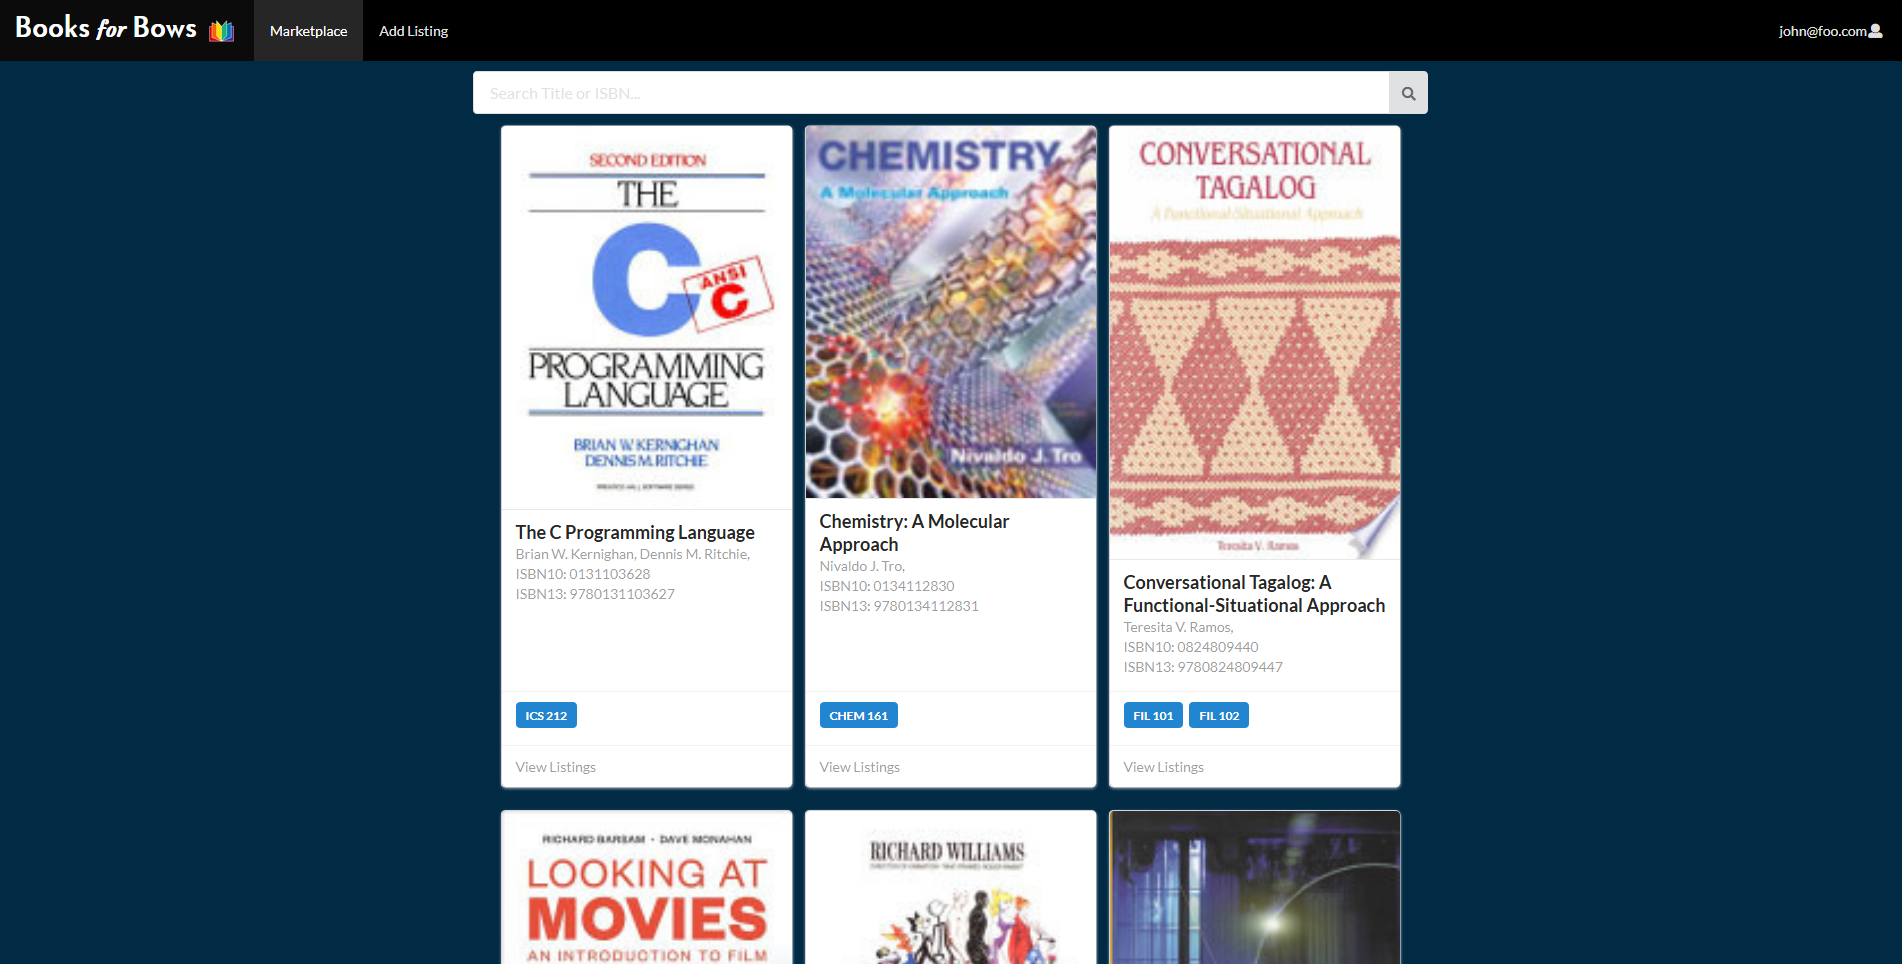 Books for Bows
Marketplace
Add Listing
john@foo.com
Search Title or ISBN...
SECOND EDITION
THE
C
ANSI
C
PROGRAMMING
LANGUAGE
BRIAN W. KERNIGHAN
DENNIS M. RITCHIE
PRENTICE HALL SOFTWARE SERIES
The C Programming Language
Brian W. Kernighan, Dennis M. Ritchie,
ISBN10: 0131103628
ISBN13: 9780131103627
ICS 212
View Listings
CHEMISTRY
A Molecular Approach
Nivaldo J. Tro
Chemistry: A Molecular
Approach
Nivaldo J. Tro,
ISBN10: 0134112830
ISBN13: 9780134112831
CHEM 161
View Listings
CONVERSATIONAL
TAGALOG
A Functional-Situational Approach
Teresita V. Ramos
Conversational Tagalog: A
Functional-Situational Approach
Teresita V. Ramos,
ISBN10: 0824809440
ISBN13: 9780824809447
FIL 101
FIL 102
View Listings
RICHARD BARSAM • DAVE MONAHAN
LOOKING AT
MOVIES
AN INTRODUCTION TO FILM
RICHARD WILLIAMS